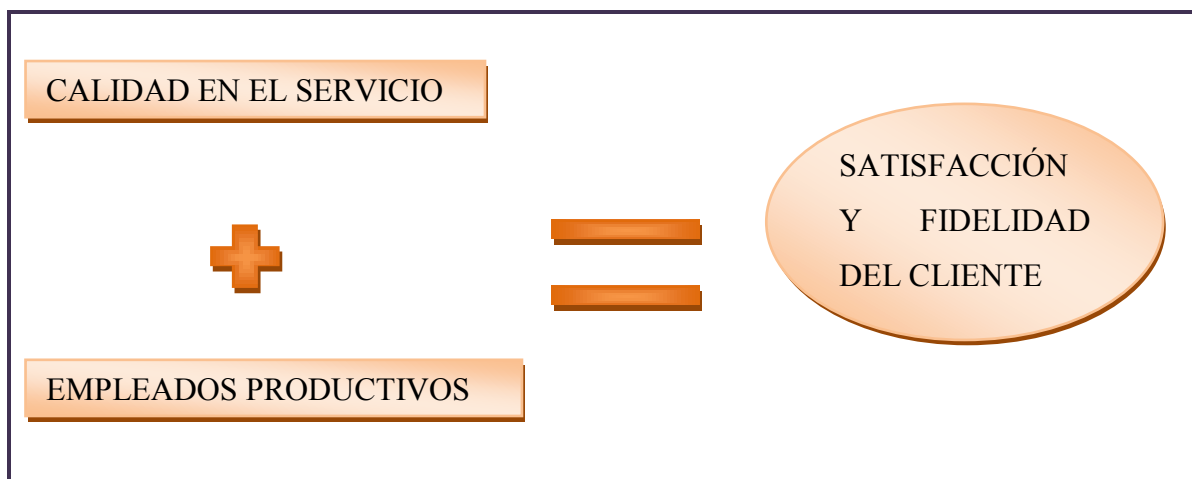 CALIDAD EN EL SERVICIO
SATISFACCIÓN
Y FIDELIDAD
DEL CLIENTE
EMPLEADOS PRODUCTIVOS